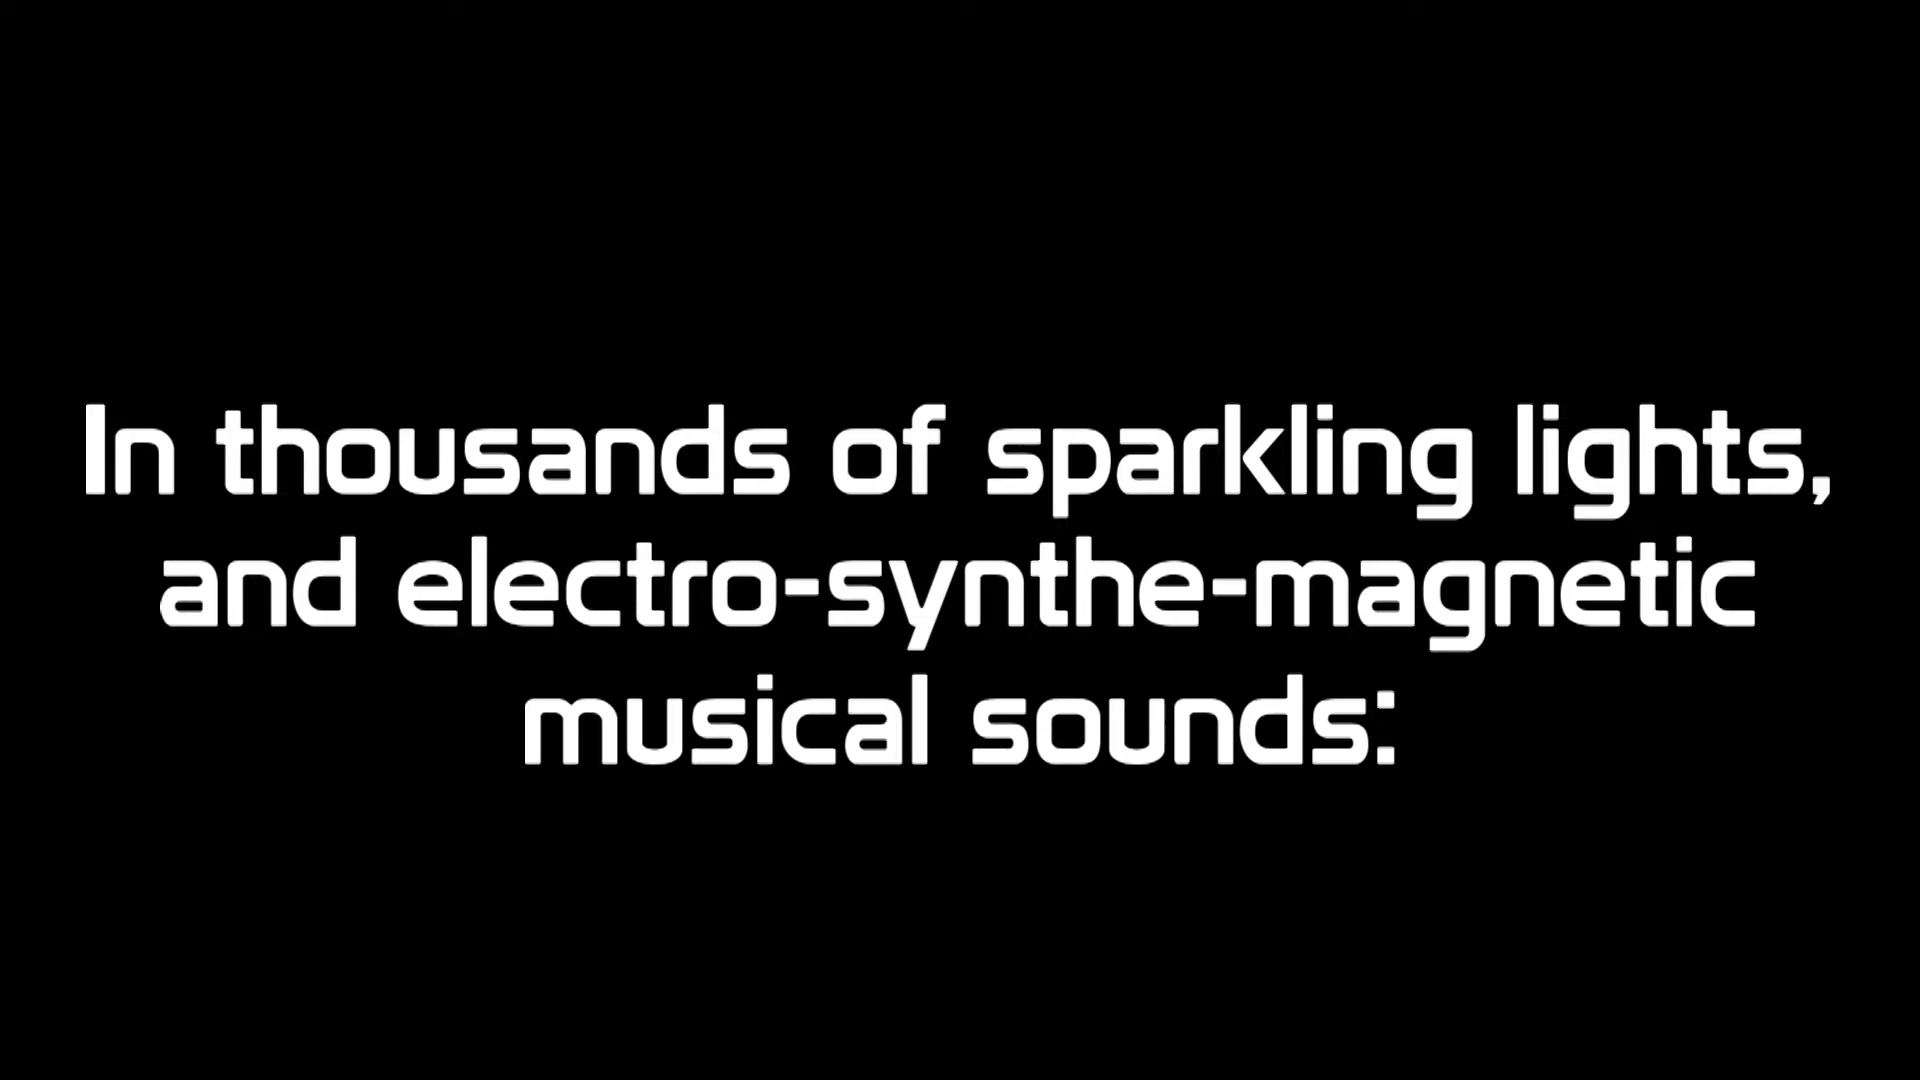 In thousands of sparkling lights,
and electro-synthe-magnetic
musical sounds: